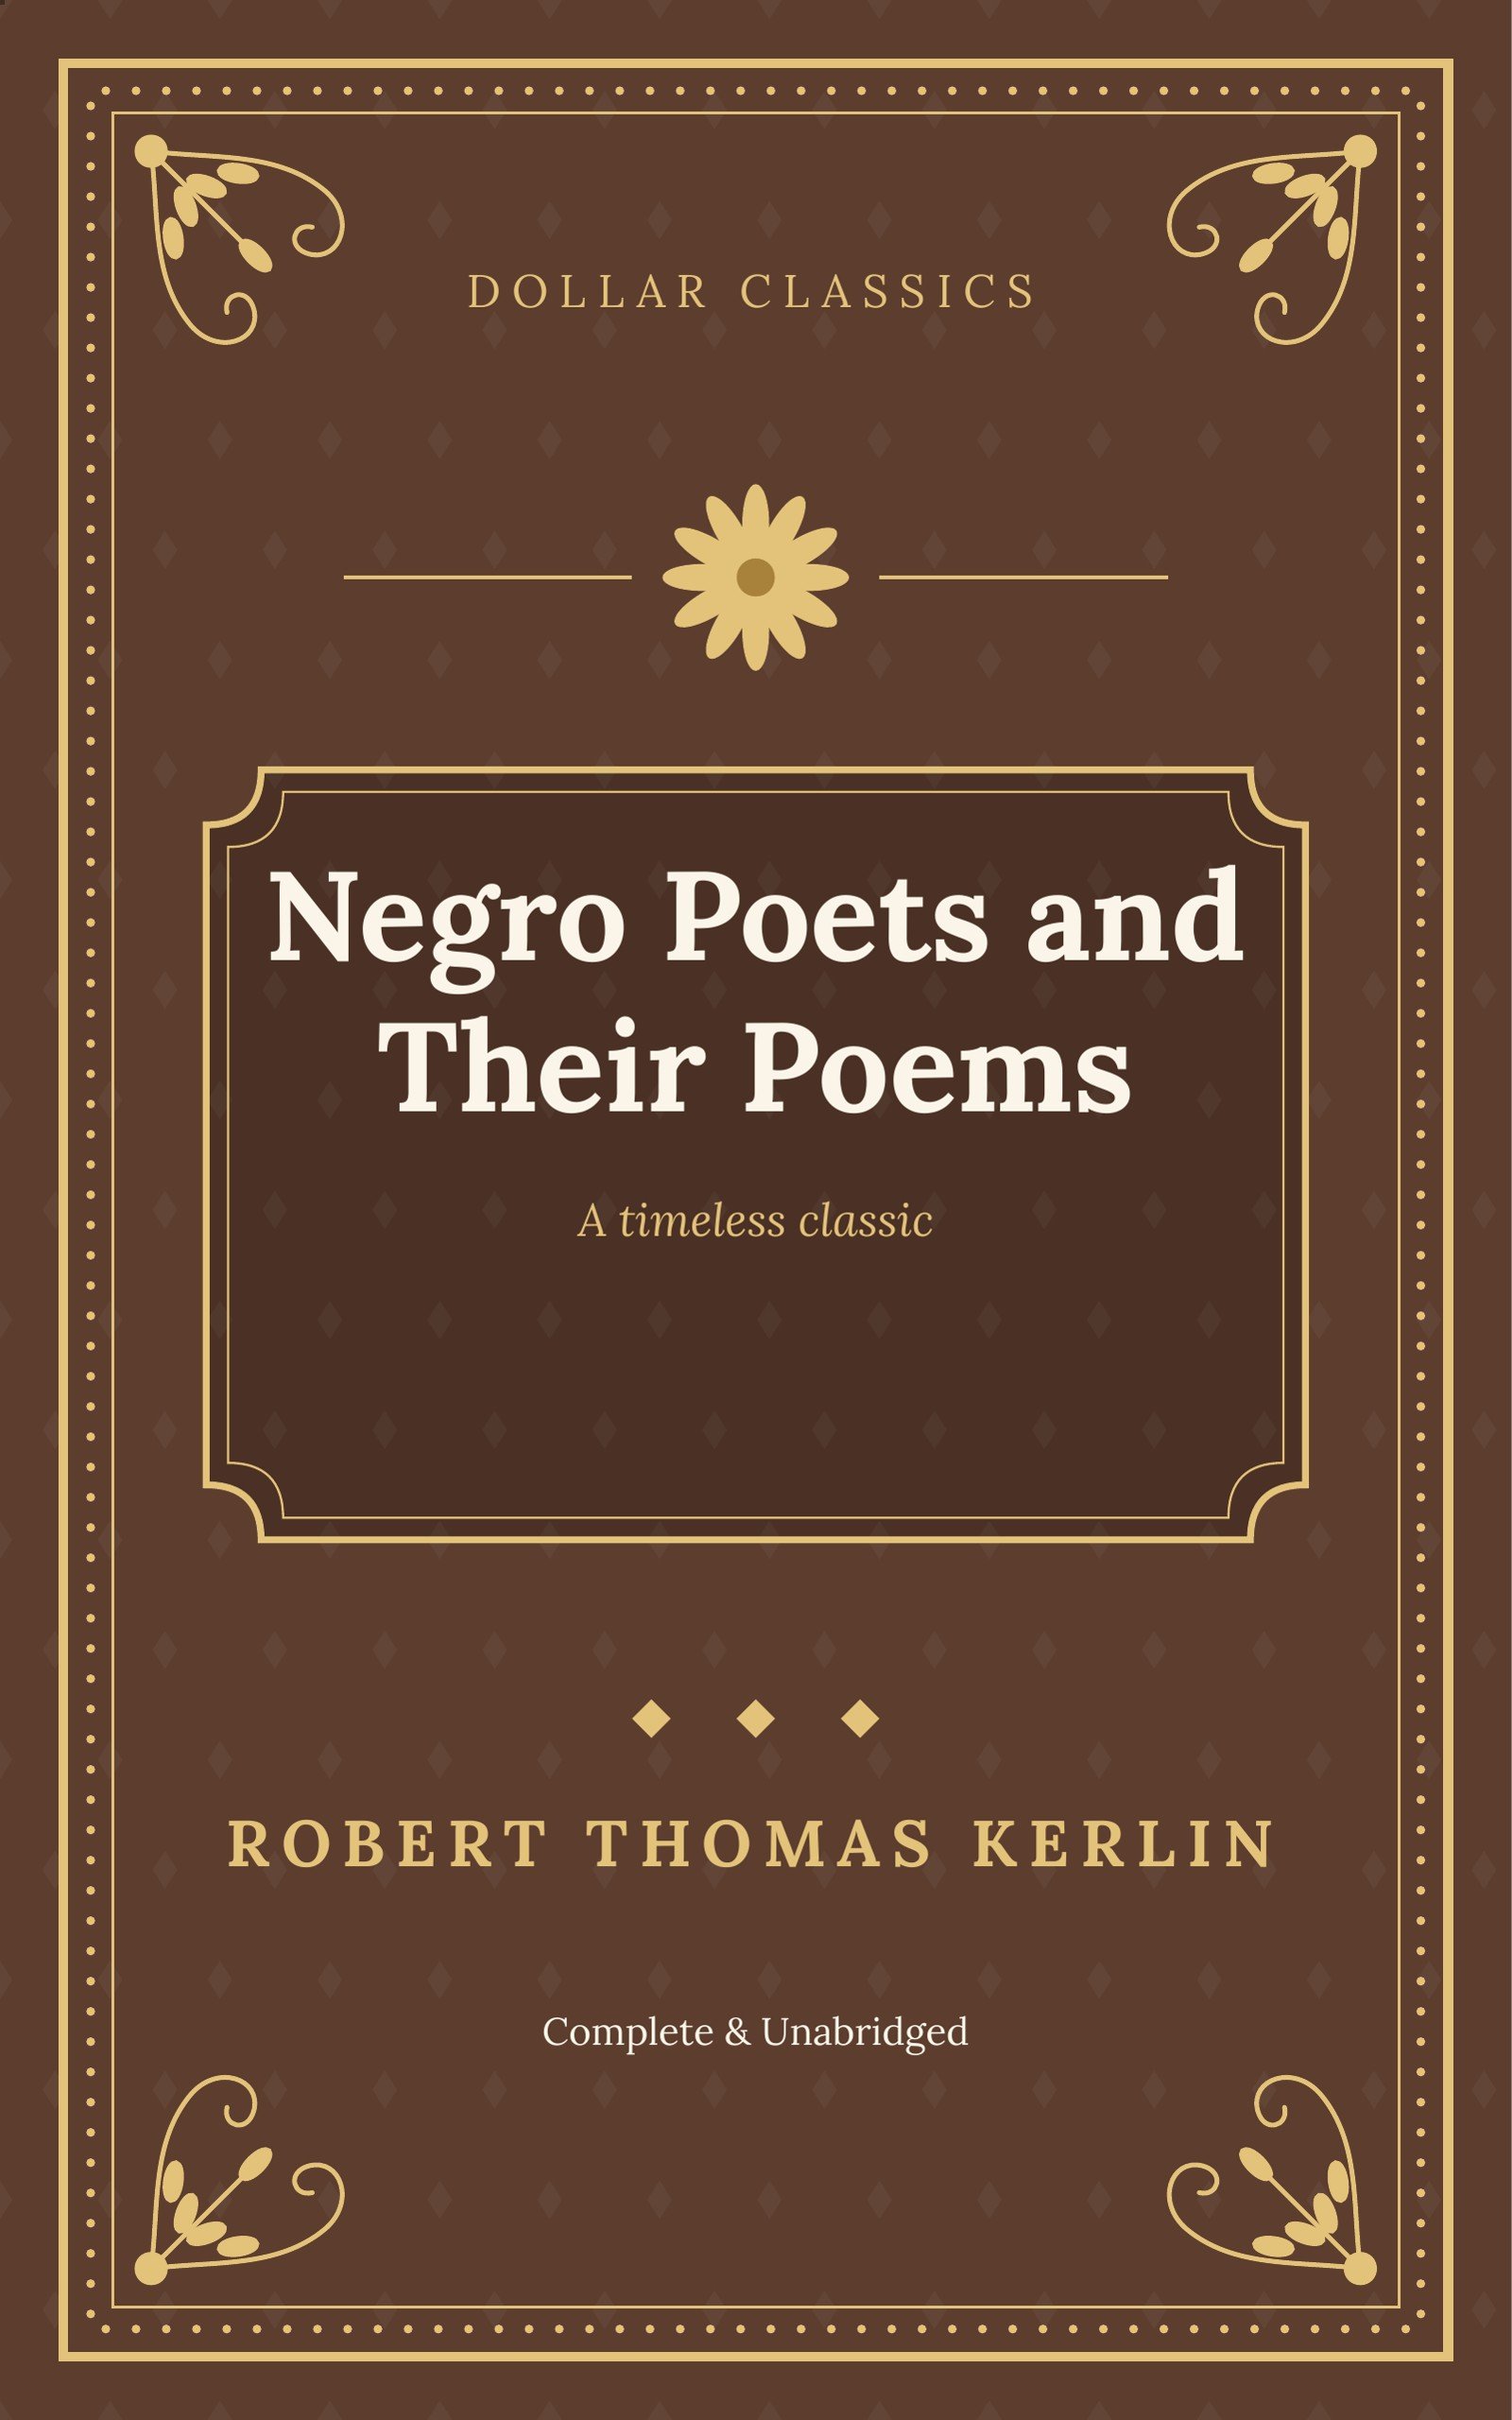 DOLLAR CLASSICS
Negro Poets and
Their Poems
A timeless classic
ROBERT THOMAS KERLIN
Complete & Unabridged